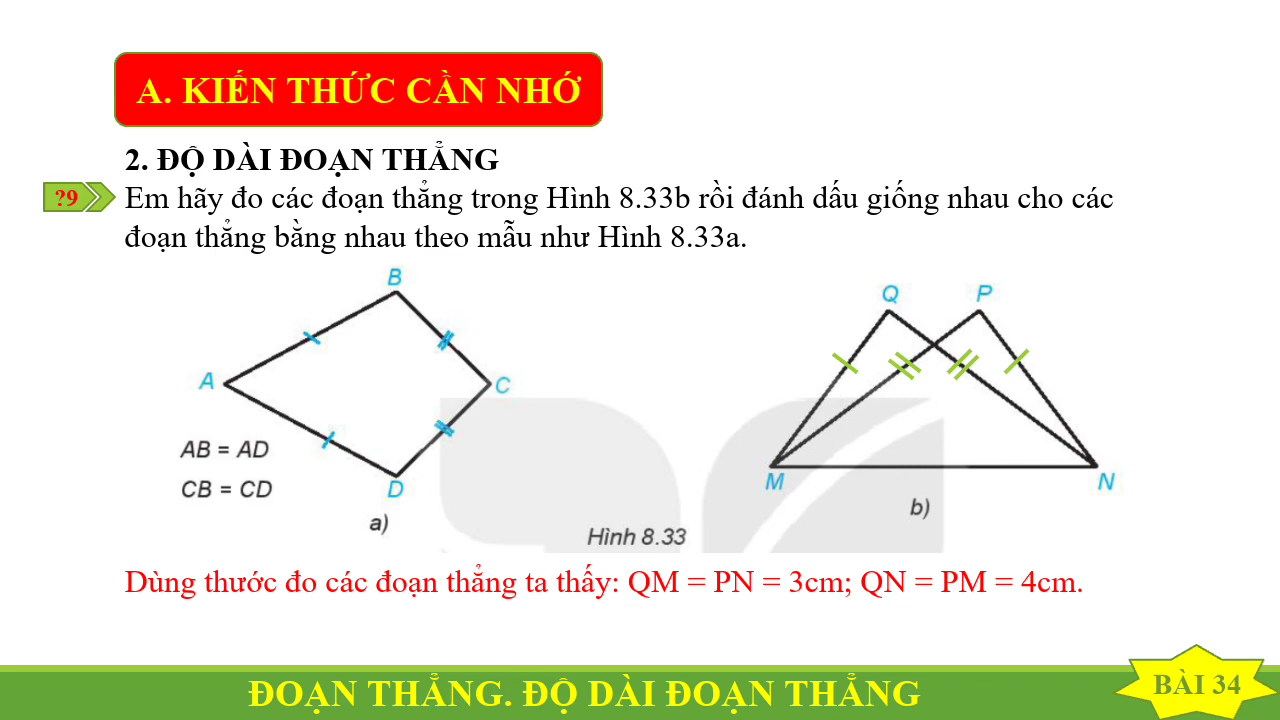 A. KIẾN THỨC CẦN NHỚ
2. ĐỘ DÀI ĐOẠN THẲNG
?9
Em hãy đo các đoạn thẳng trong Hình 8.33b rồi đánh dấu giống nhau cho các
đoạn thẳng bằng nhau theo mẫu như Hình 8.33a.
B
A
C
D
AB = AD
CB = CD
a)
Q
P
M
N
b)
Hình 8.33
Dùng thước đo các đoạn thẳng ta thấy: QM = PN = 3cm; QN = PM = 4cm.
ĐOẠN THẲNG. ĐỘ DÀI ĐOẠN THẲNG
BÀI 34